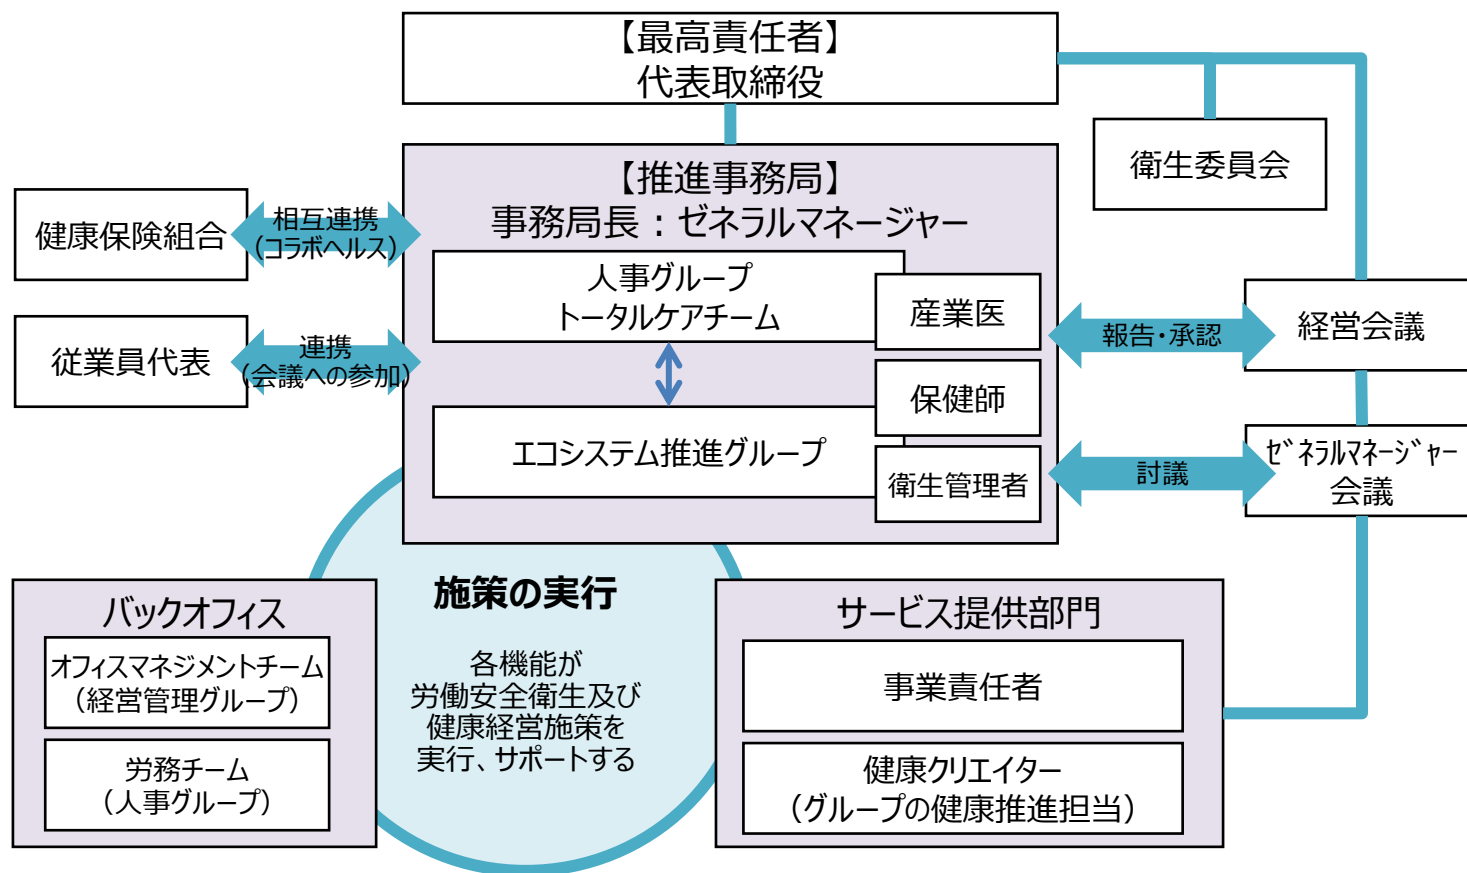 【最高責任者】
代表取締役
衛生委員会
【推進事務局】
事務局長：ゼネラルマネージャー
健康保険組合
相互連携
（コラボヘルス）
人事グループ
トータルケアチーム
産業医
報告・承認
経営会議
従業員代表
連携
（会議への参加）
保健師
エコシステム推進グループ
衛生管理者
討議
ｾﾞﾈﾗﾙﾏﾈｰｼﾞｬｰ
会議
施策の実行
各機能が
労働安全衛生及び
健康経営施策を
実行、サポートする
バックオフィス
オフィスマネジメントチーム
（経営管理グループ）
労務チーム
（人事グループ）
サービス提供部門
事業責任者
健康クリエイター
（グループの健康推進担当）